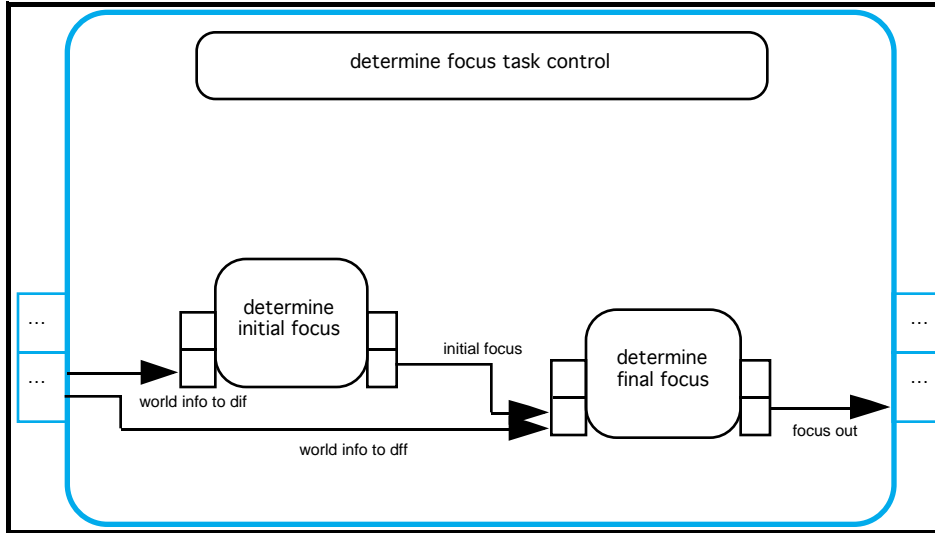 determine focus task control
determine
initial focus
...
...
world info to dif
initial focus
world info to dff
determine
final focus
focus out
...
...